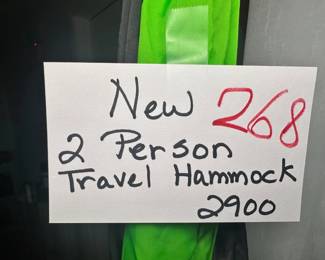 New 268
2 Person
Travel Hammock
2900